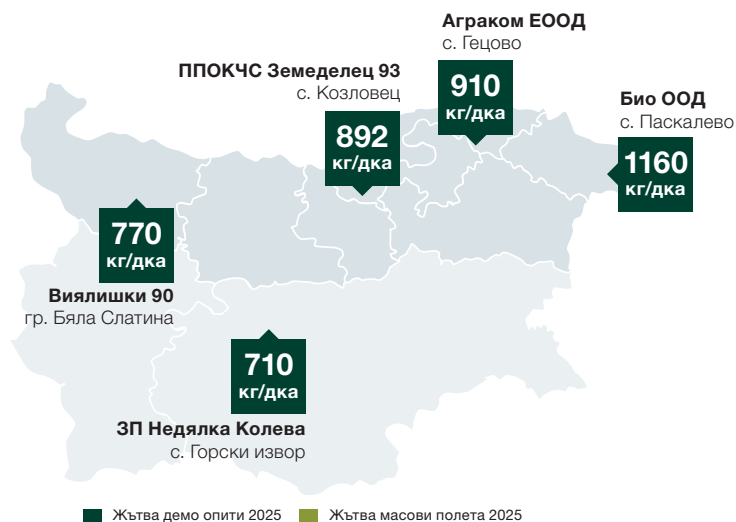 Аграком ЕООД
с. Гецово
910
кг/дка
ППОКЧС Земеделец 93
с. Козловец
892
кг/дка
Био ООД
с. Паскалево
1160
кг/дка
770
кг/дка
Виялишки 90
гр. Бяла Слатина
710
кг/дка
ЗП Недялка Колева
с. Горски извор
Жътва демо опити 2025
Жътва масови полета 2025